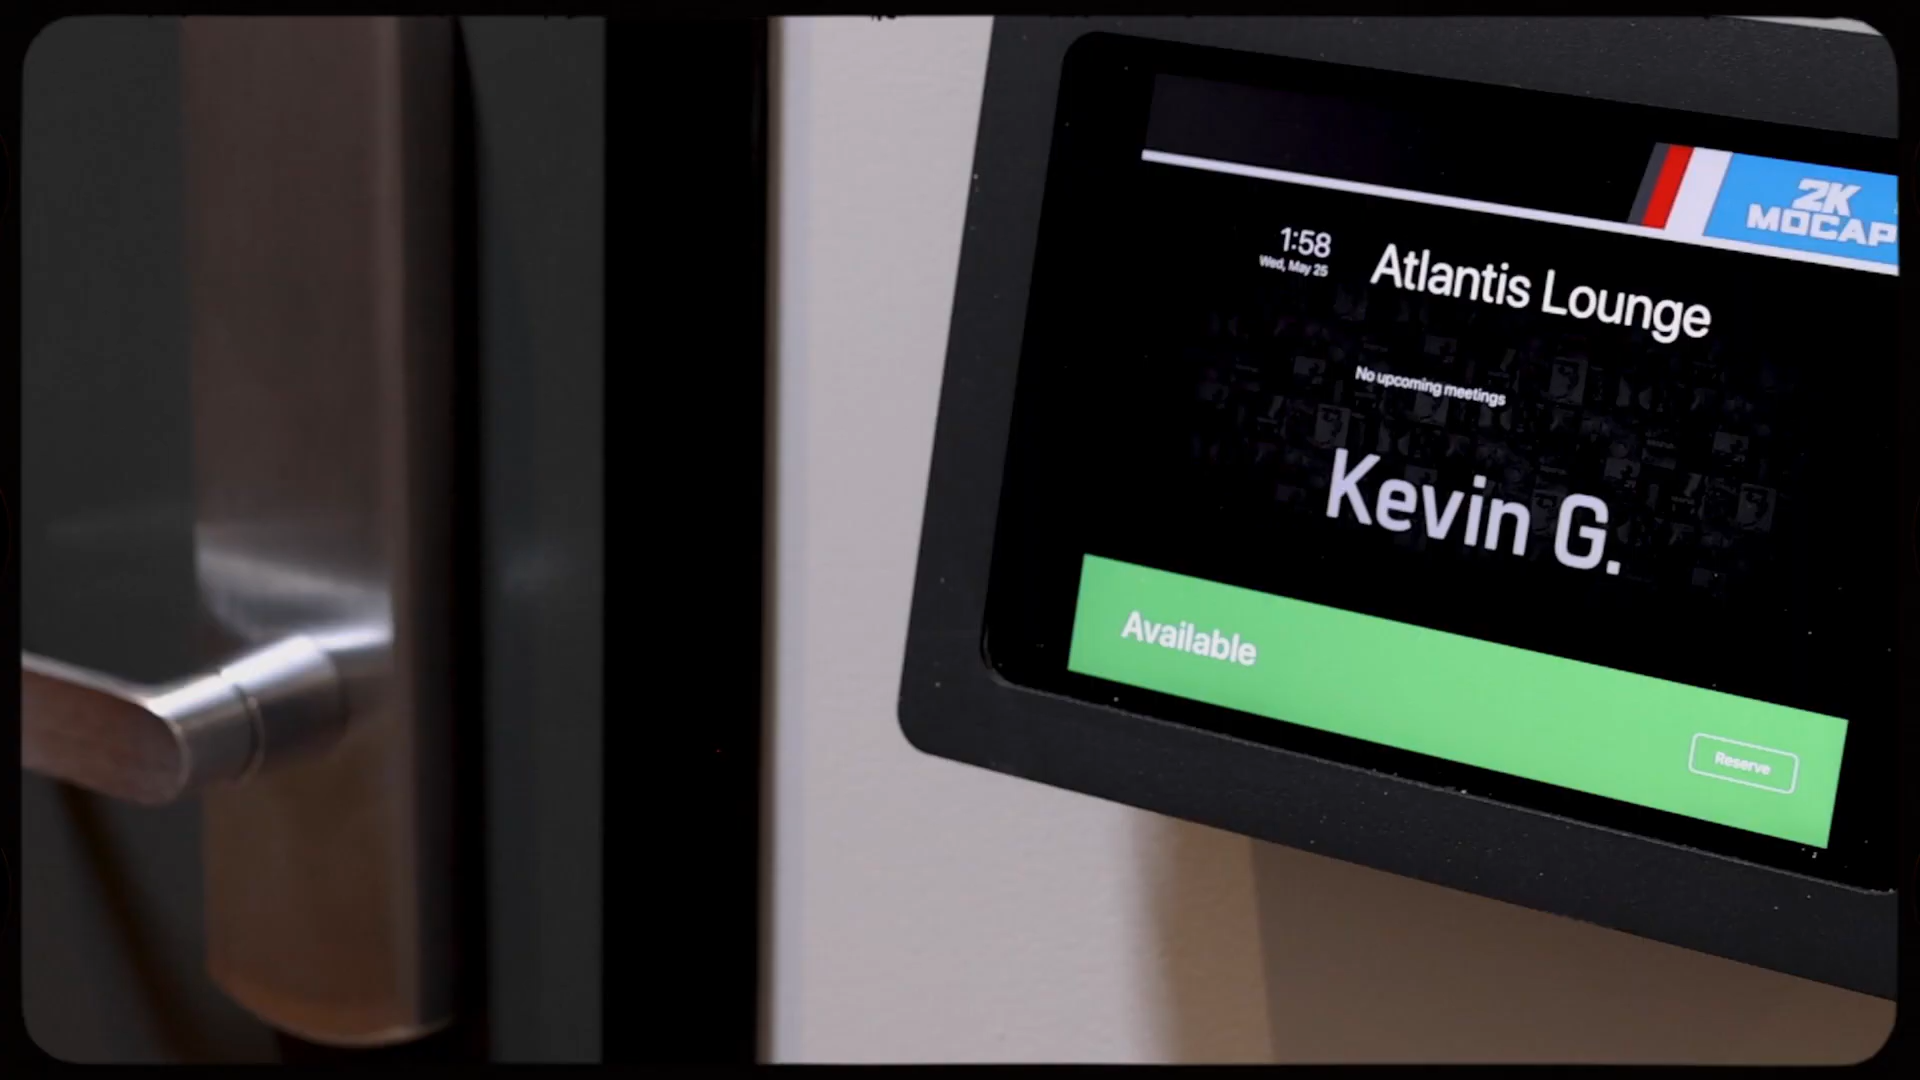 2K
MOCAP
1:58
Wed, May 25
Atlantis Lounge
No upcoming meetings
Kevin G.
Available
Reserve